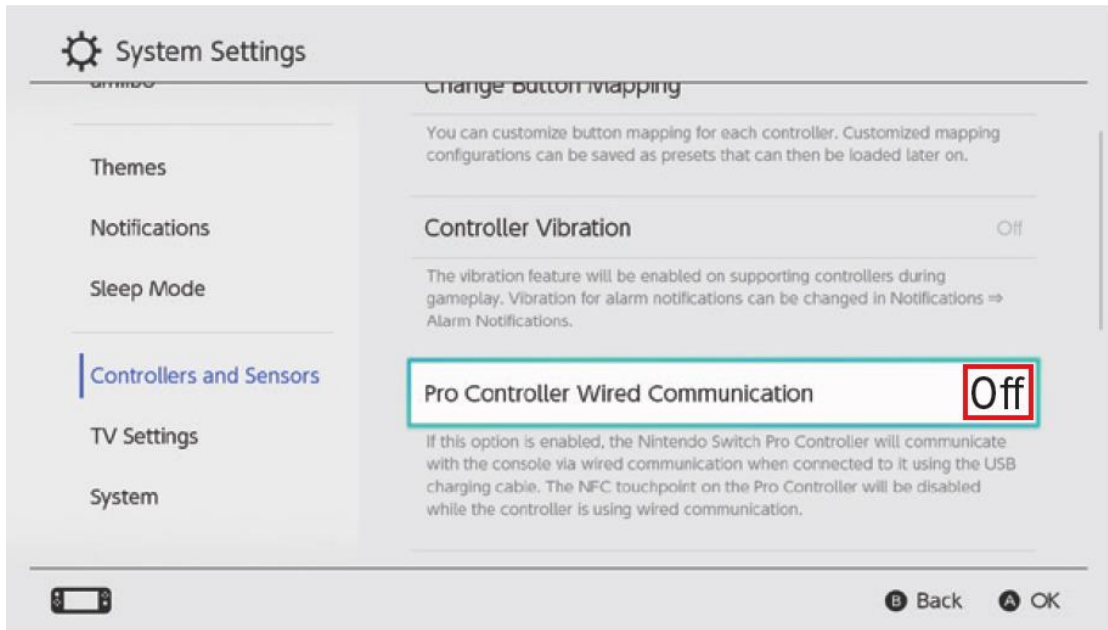 System Settings
amiibo
Themes
Notifications
Sleep Mode
Controllers and Sensors
TV Settings
System
Change Button Mapping
You can customize button mapping for each controller. Customized mapping
configurations can be saved as presets that can then be loaded later on.
Controller Vibration Off
The vibration feature will be enabled on supporting controllers during
gameplay. Vibration for alarm notifications can be changed in Notifications ⇒
Alarm Notifications.
Pro Controller Wired Communication Off
If this option is enabled, the Nintendo Switch Pro Controller will communicate
with the console via wired communication when connected to it using the USB
charging cable. The NFC touchpoint on the Pro Controller will be disabled
while the controller is using wired communication.
B Back A OK